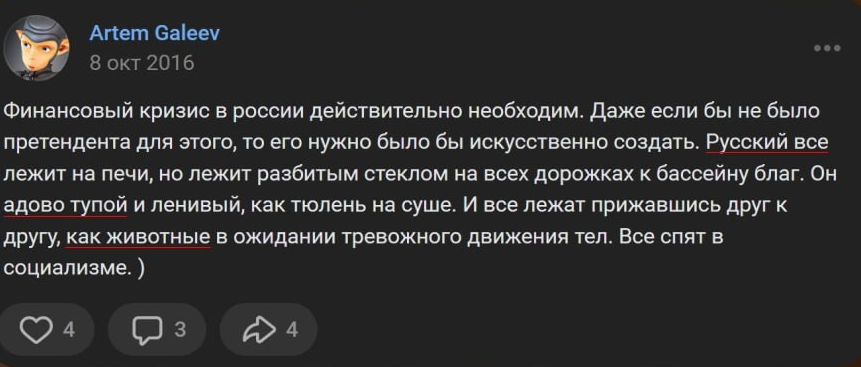 Artem Galeev
8 окт 2016
Финансовый кризис в россии действительно необходим. Даже если бы не было
претендента для этого, то его нужно было бы искусственно создать. Русский все
лежит на печи, но лежит разбитым стеклом на всех дорожках к бассейну благ. Он
адово тупой и ленивый, как тюлень на суше. И все лежат прижавшись друг к
другу, как животные в ожидании тревожного движения тел. Все спят в
социализме. )
4 3 4